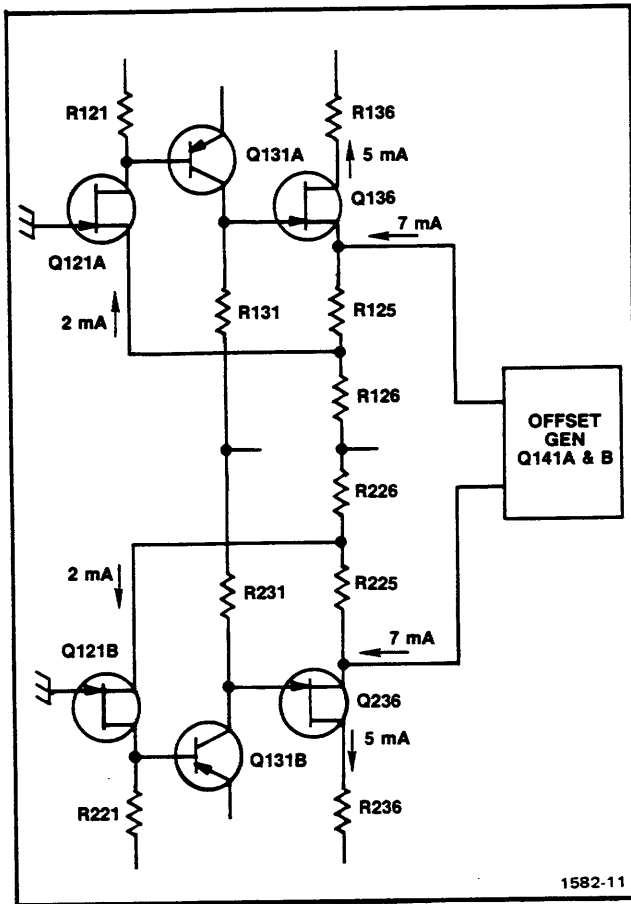 R121
R136
Q131A
5 mA
Q136
7 mA
Q121A
R131
R125
2 mA
R126
OFFSET
GEN
Q141A & B
R226
2 mA
R231
R225
Q121B
7 mA
Q236
5 mA
Q131B
R221
R236
1582-11